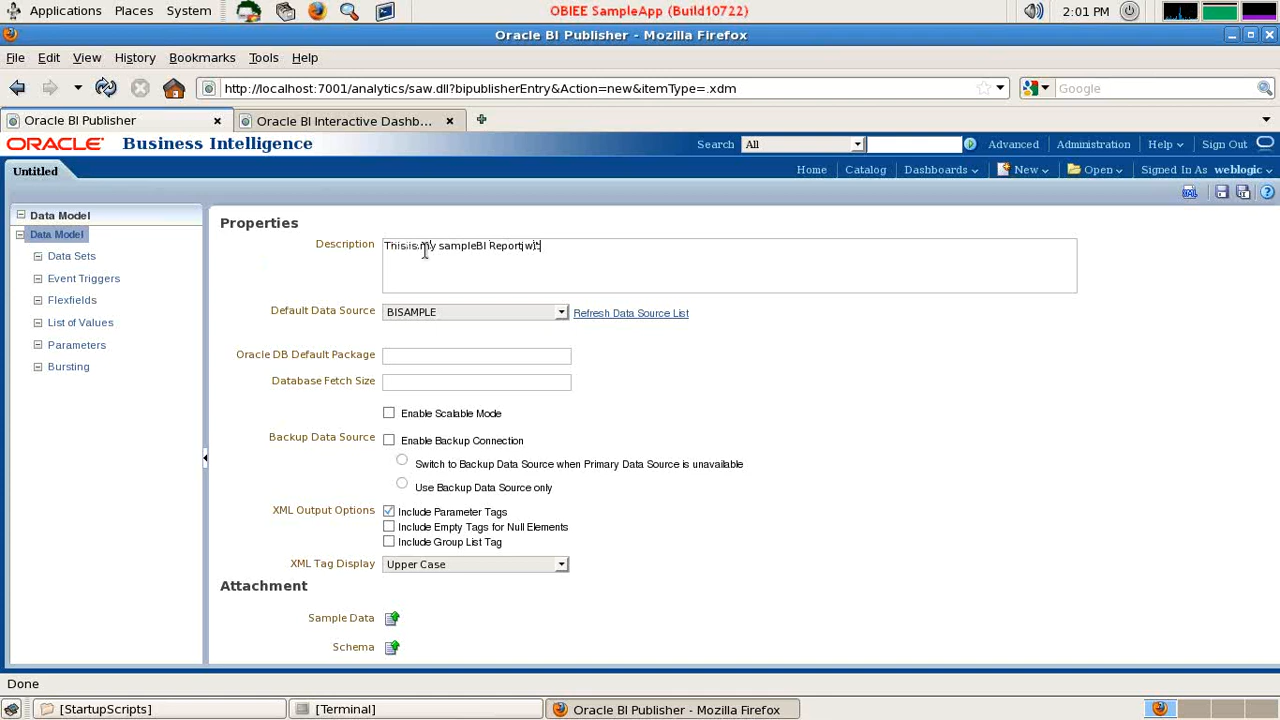 Applications Places System OBIEE SampleApp (Build10722) 2:01 PM
Oracle BI Publisher - Mozilla Firefox
File Edit View History Bookmarks Tools Help
http://localhost:7001/analytics/saw.dll?bipublisherEntry&Action=new&itemType=.xdm Google
Oracle BI Publisher Oracle BI Interactive Dashb...
ORACLE Business Intelligence Search All Advanced Administration Help Sign Out
Untitled Home Catalog Dashboards New Open Signed In As weblogic
Data Model
Data Model
Data Sets
Event Triggers
Flexfields
List of Values
Parameters
Bursting
Properties
Description This is my sampleBI Report
Default Data Source BISAMPLE Refresh Data Source List
Oracle DB Default Package
Database Fetch Size
Enable Scalable Mode
Backup Data Source Enable Backup Connection
Switch to Backup Data Source when Primary Data Source is unavailable
Use Backup Data Source only
XML Output Options Include Parameter Tags
Include Empty Tags for Null Elements
Include Group List Tag
XML Tag Display Upper Case
Attachment
Sample Data
Schema
Done
[StartupScripts] [Terminal] Oracle BI Publisher - Mozilla Firefox